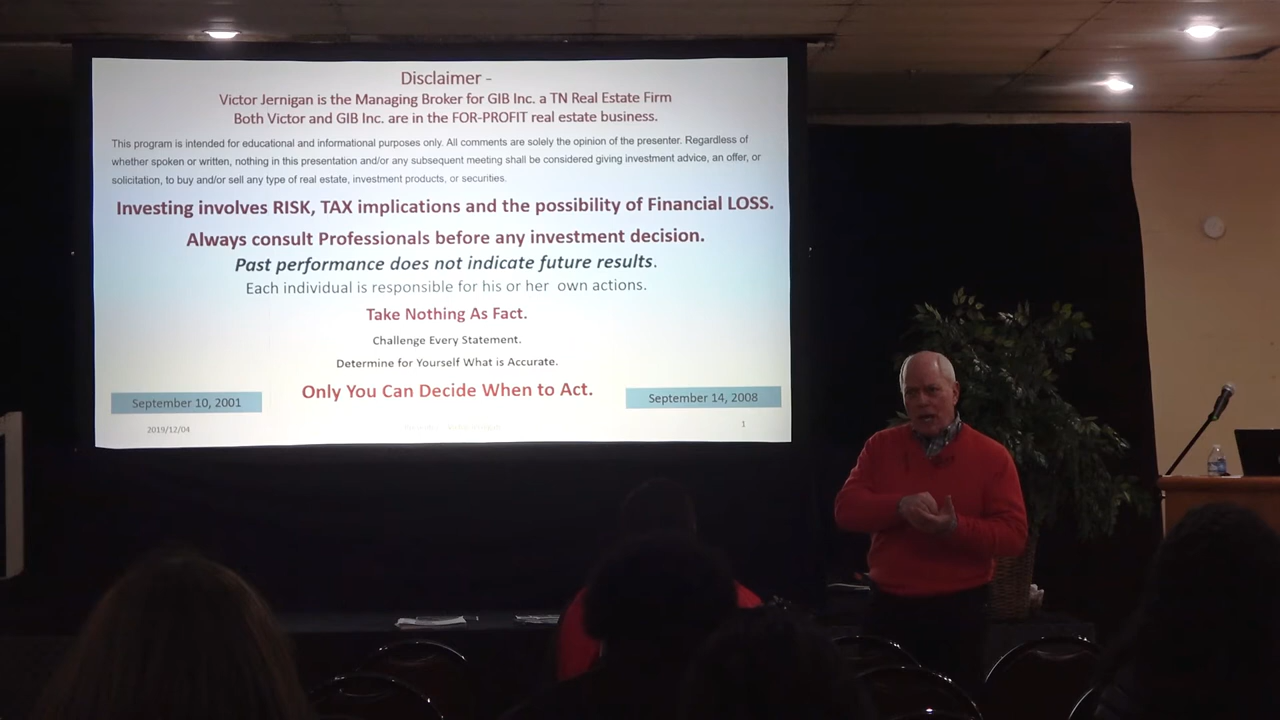 Disclaimer -
Victor Jernigan is the Managing Broker for GIB Inc. a TN Real Estate Firm
Both Victor and GIB Inc. are in the FOR-PROFIT real estate business.
This program is intended for educational and informational purposes only. All comments are solely the opinion of the presenter. Regardless of
whether spoken or written, nothing in this presentation and/or any subsequent meeting shall be considered giving investment advice, an offer, or
solicitation, to buy and/or sell any type of real estate, investment products, or securities.
Investing involves RISK, TAX implications and the possibility of Financial LOSS.
Always consult Professionals before any investment decision.
Past performance does not indicate future results.
Each individual is responsible for his or her own actions.
Take Nothing As Fact.
Challenge Every Statement.
Determine for Yourself What is Accurate.
Only You Can Decide When to Act.
September 10, 2001
September 14, 2008
2019/12/04
1